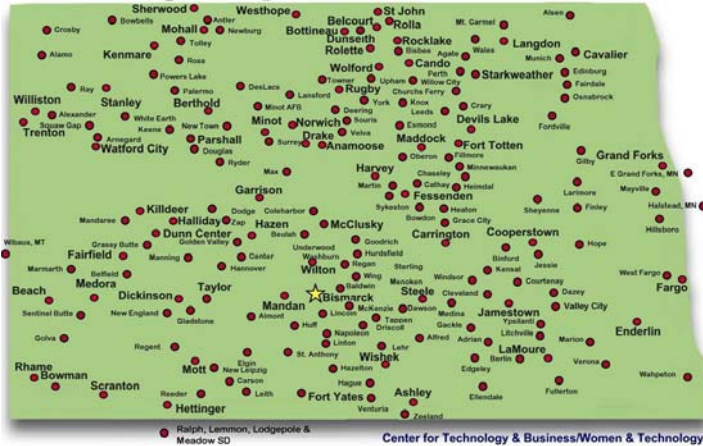 Sherwood
Westhope
St John
Alsen
Bowbells
Antler
Belcourt
Rolla
Mt. Carmel
Crosby
Mohall
Newburg
Bottineau
Dunseith
Rocklake
Langdon
Tolley
Rolette
Bisbee
Wales
Cavalier
Alamo
Kenmare
Agate
Munich
Ross
Wolford
Cando
Perth
Edinburg
Powers Lake
Towner
Upham
Willow City
Starkweather
Fairdale
Ray
Palermo
DesLacs
Lansford
Rugby
Churchs Ferry
Osnabrock
Williston
Stanley
Berthold
Minot AFB
York
Knox
Crary
Alexander
White Earth
Deering
Leeds
Fordville
Squaw Gap
Keene
New Town
Minot
Norwich
Souris
Esmond
Devils Lake
Trenton
Arnegard
Parshall
Drake
Velva
Maddock
Watford City
Douglas
Surrey
Anamoose
Fort Totten
Gilby
Grand Forks
Ryder
Oberon
Fillmore
Max
Harvey
Chaseley
Minnewaukan
E Grand Forks, MN
Martin
Cathay
Heimdal
Larimore
Mayville
Garrison
Fessenden
Halstead, MN
Killdeer
Dodge
Coleharbor
Sykeston
Heaton
Sheyenne
Finley
Mandaree
Halliday
Zap
Bowdon
Grace City
Hillsboro
Dunn Center
Hazen
McClusky
Wibaux, MT
Grassy Butte
Golden Valley
Beulah
Goodrich
Carrington
Cooperstown
Hope
Fairfield
Manning
Center
Underwood
Washburn
Hurdsfield
Binford
Marmarth
Belfield
Hannover
Wilton
Regan
Sterling
Jessie
Medora
Wing
Menoken
Windsor
Kensal
West Fargo
Beach
Dickinson
Taylor
Baldwin
Steele
Cleveland
Courtenay
Fargo
Mandan
Bismarck
Dazey
Sentinel Butte
New England
Gladstone
Almont
Lincoln
McKenzie
Dawson
Medina
Jamestown
Valley City
Huff
Tappen
Driscoll
Gackle
Ypsilanti
Enderlin
Golva
Napoleon
Litchville
Regent
Linton
Lehr
Alfred
Adrian
LaMoure
Marion
Elgin
St. Anthony
Wishek
Berlin
Verona
Rhame
Mott
New Leipzig
Hazelton
Edgeley
Bowman
Carson
Hague
Wahpeton
Scranton
Reeder
Leith
Fort Yates
Ashley
Ellendale
Fullerton
Hettinger
Venturia
Zeeland
Ralph, Lemmon, Lodgepole &
Meadow SD
Center for Technology & Business/Women & Technology